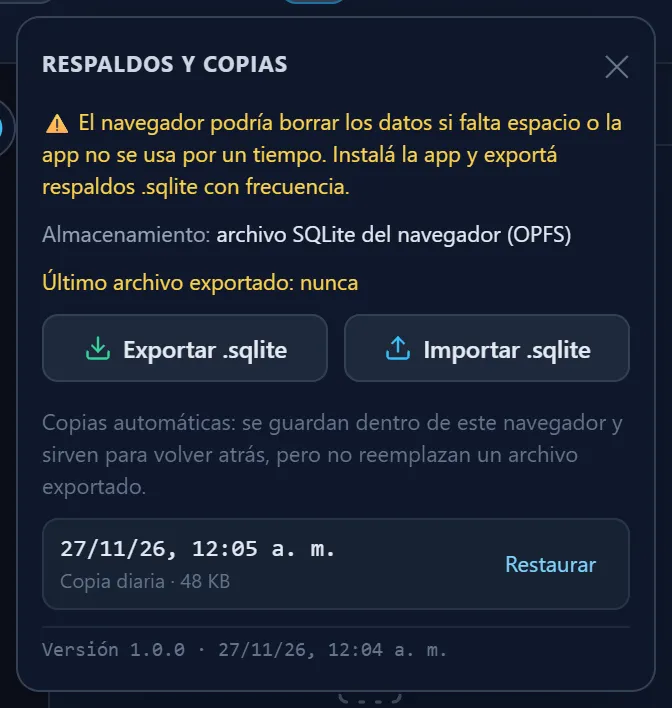 RESPALDOS Y COPIAS
⚠ El navegador podría borrar los datos si falta espacio o la
app no se usa por un tiempo. Instalá la app y exportá
respaldos .sqlite con frecuencia.
Almacenamiento: archivo SQLite del navegador (OPFS)
Último archivo exportado: nunca
Exportar .sqlite
Importar .sqlite
Copias automáticas: se guardan dentro de este navegador y
sirven para volver atrás, pero no reemplazan un archivo
exportado.
27/11/26, 12:05 a. m.
Copia diaria · 48 KB
Restaurar
Versión 1.0.0 · 27/11/26, 12:04 a. m.